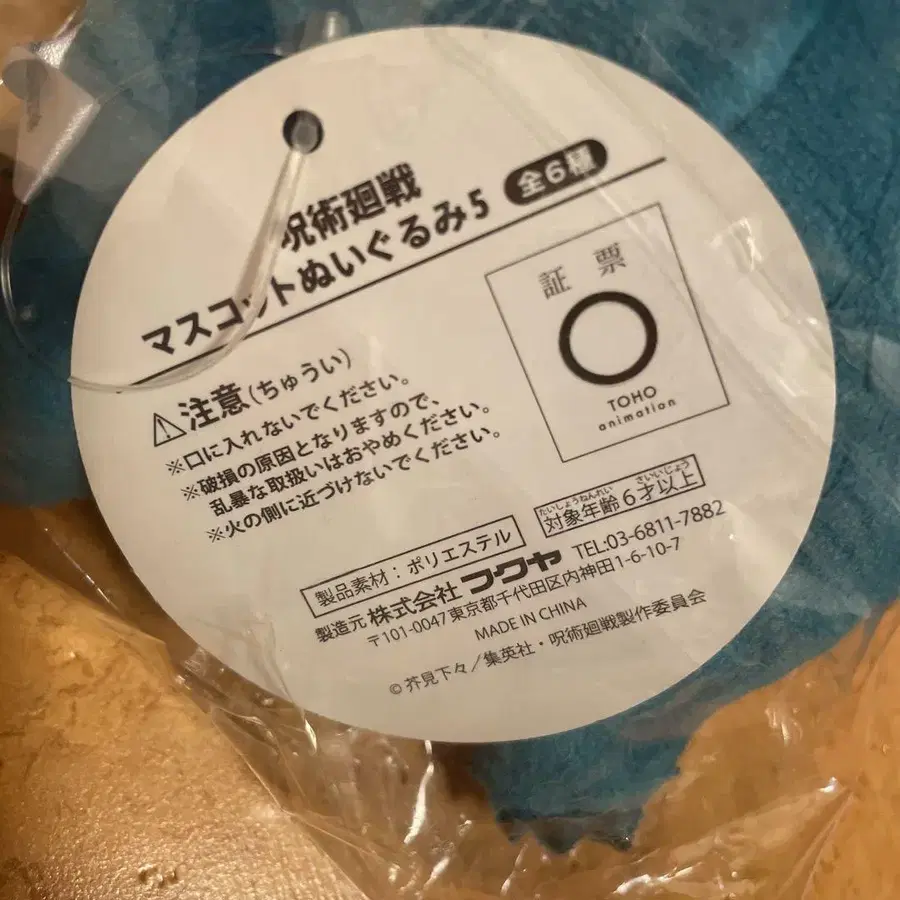 呪術廻戦
マスコットぬいぐるみ5 全6種
証票
TOHO
animation
⚠注意(ちゅうい)
※口に入れないでください。
※破損の原因となりますので、
乱暴な取扱いはおやめください。
※火の側に近づけないでください。
製品素材：ポリエステル
たいしょうねんれい さいいじょう
対象年齢6才以上
製造元 株式会社フクヤ TEL:03-6811-7882
〒101-0047東京都千代田区内神田1-6-10-7
MADE IN CHINA
©芥見下々／集英社・呪術廻戦製作委員会